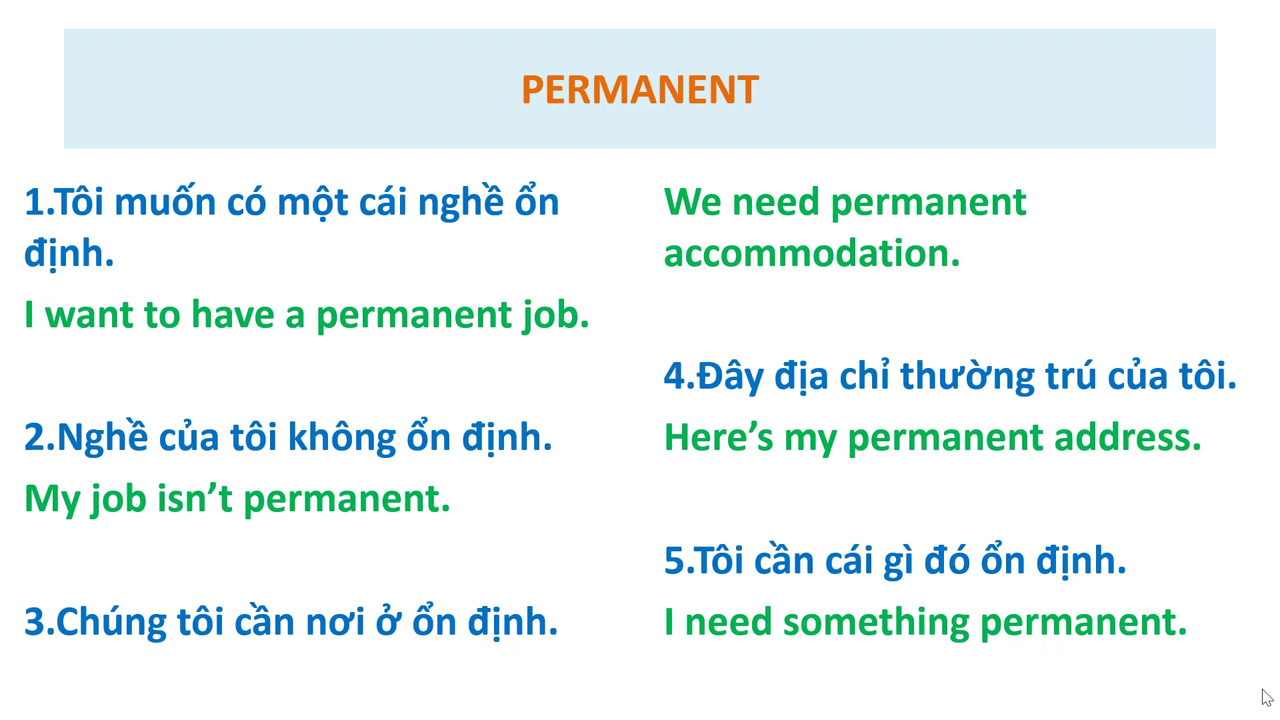 PERMANENT
1.Tôi muốn có một cái nghề ổn
định.
I want to have a permanent job.
2.Nghề của tôi không ổn định.
My job isn’t permanent.
3.Chúng tôi cần nơi ở ổn định.
We need permanent
accommodation.
4.Đây địa chỉ thường trú của tôi.
Here’s my permanent address.
5.Tôi cần cái gì đó ổn định.
I need something permanent.